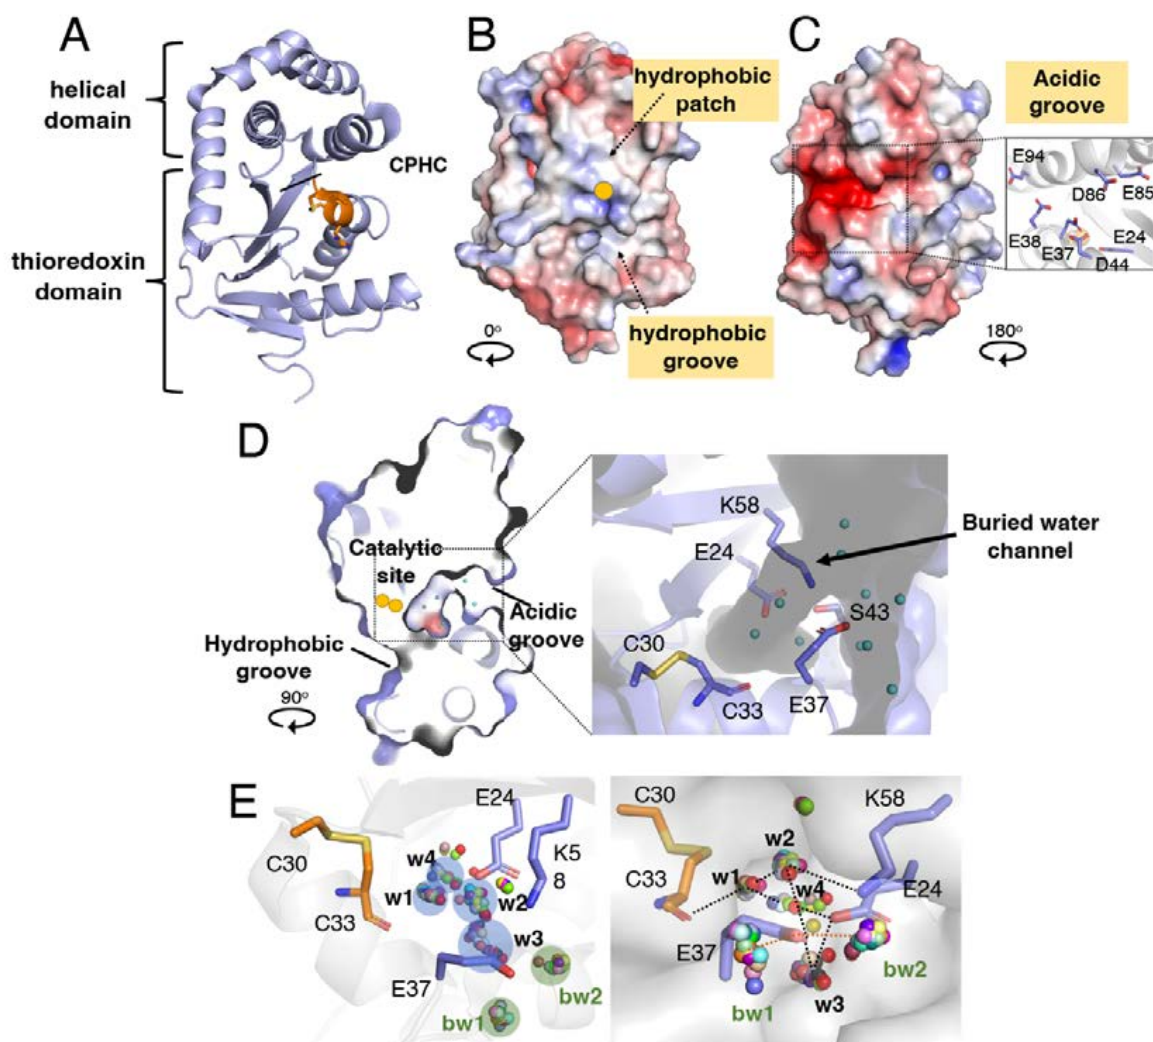 A
B
C
helical
domain
CPHC
thioredoxin
domain
hydrophobic
patch
hydrophobic
groove
0°
Acidic
groove
E94
D86
E85
E38
E37
E24
D44
180°
D
Catalytic
site
Acidic
groove
Hydrophobic
groove
90°
K58
E24
S43
C30
C33
E37
Buried water
channel
E
C30
C33
E24
K5
8
w4
w1
w2
w3
E37
bw2
bw1
C30
C33
K58
w2
w1
w4
E24
E37
bw2
bw1
w3